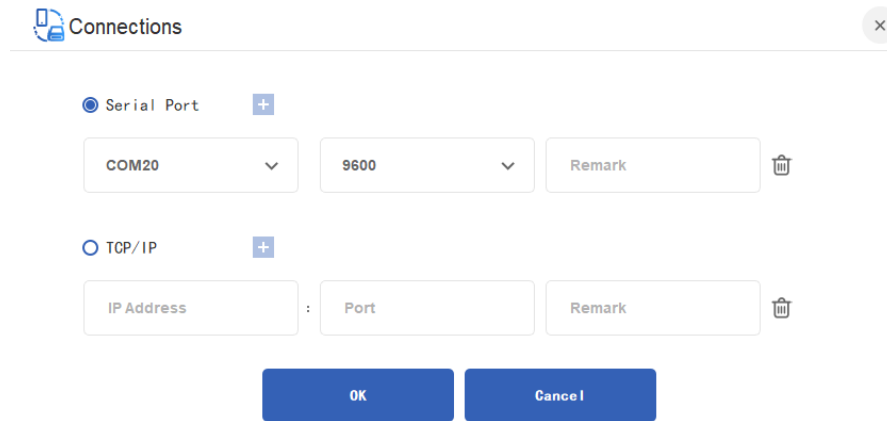 Connections
Serial Port
COM20 9600 Remark
TCP/IP
IP Address : Port Remark
OK Cancel